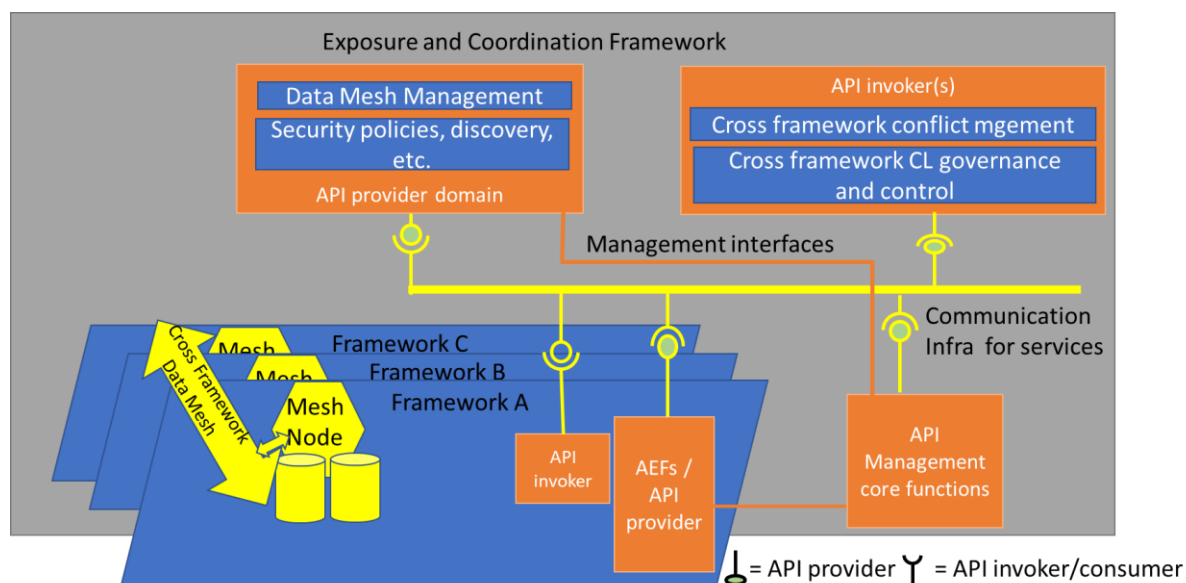 Exposure and Coordination Framework
Data Mesh Management
Security policies, discovery,
etc.
API provider domain
API invoker(s)
Cross framework conflict mgement
Cross framework CL governance
and control
Management interfaces
Communication
Infra for services
Cross Framework
Data Mesh
Mesh
Framework C
Mesh
Framework B
Framework A
Mesh
Node
API
invoker
AEFs /
API
provider
API
Management
core functions
= API provider
= API invoker/consumer